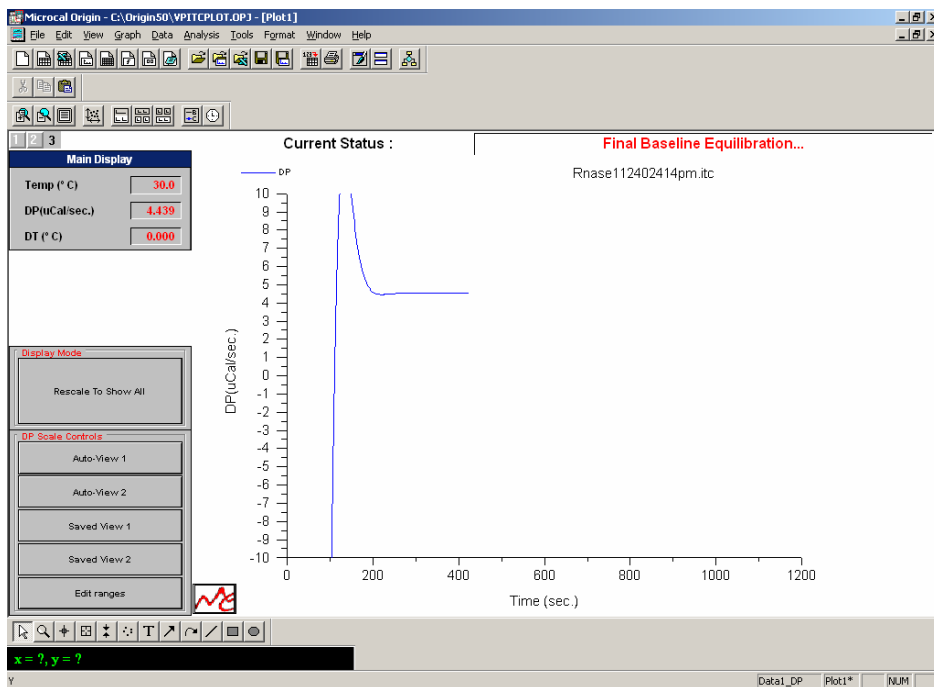 Microcal Origin - C:\Origin50\VPITCPLOT.OPJ - [Plot1]
File Edit View Graph Data Analysis Tools Format Window Help
1 2 3
Main Display
Temp (° C) 30.0
DP(uCal/sec.) 4.439
DT (° C) 0.000
Current Status :
Final Baseline Equilibration...
DP
Rnase112402414pm.itc
10
9
8
7
6
5
4
3
2
1
0
-1
-2
-3
-4
-5
-6
-7
-8
-9
-10
DP(uCal/sec.)
0 200 400 600 800 1000 1200
Time (sec.)
Display Mode
Rescale To Show All
DP Scale Controls
Auto-View 1
Auto-View 2
Saved View 1
Saved View 2
Edit ranges
T
x = ?, y = ?
Y Data1_DP Plot1* NUM